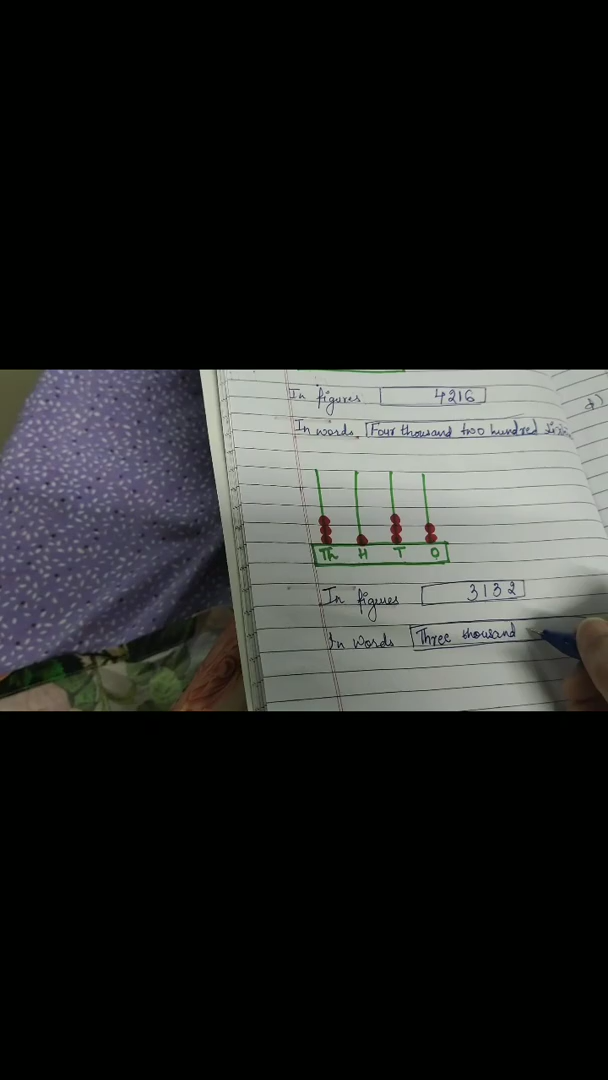 In figures 4216
In words Four thousand two hundred
Th H T O
In figures 3132
In words Three thousand